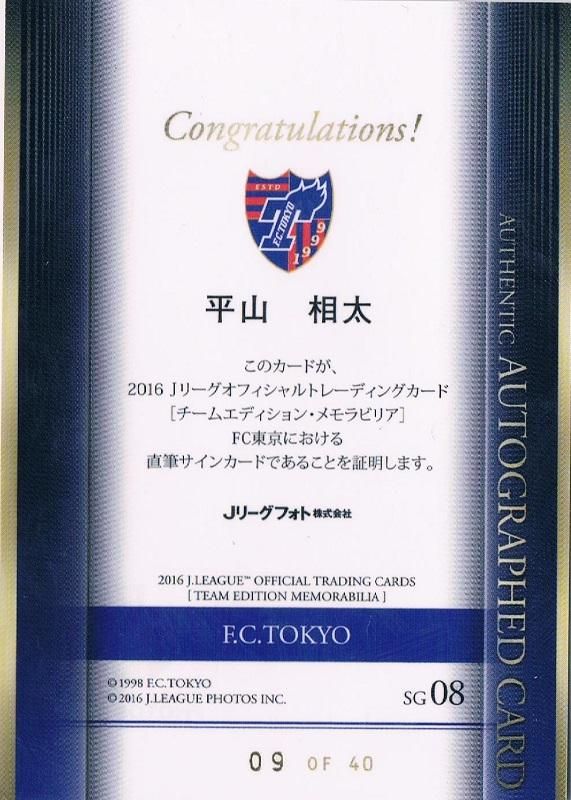 Congratulations!
ESTD
F.C.TOKYO
1999
平山 相太
このカードが、
2016 Jリーグオフィシャルトレーディングカード
［チームエディション・メモラビリア］
FC東京における
直筆サインカードであることを証明します。
Jリーグフォト株式会社
2016 J.LEAGUE™ OFFICIAL TRADING CARDS
[ TEAM EDITION MEMORABILIA ]
F.C.TOKYO
©1998 F.C.TOKYO
©2016 J.LEAGUE PHOTOS INC.
SG 08
09 OF 40
AUTHENTIC AUTOGRAPHED CARD